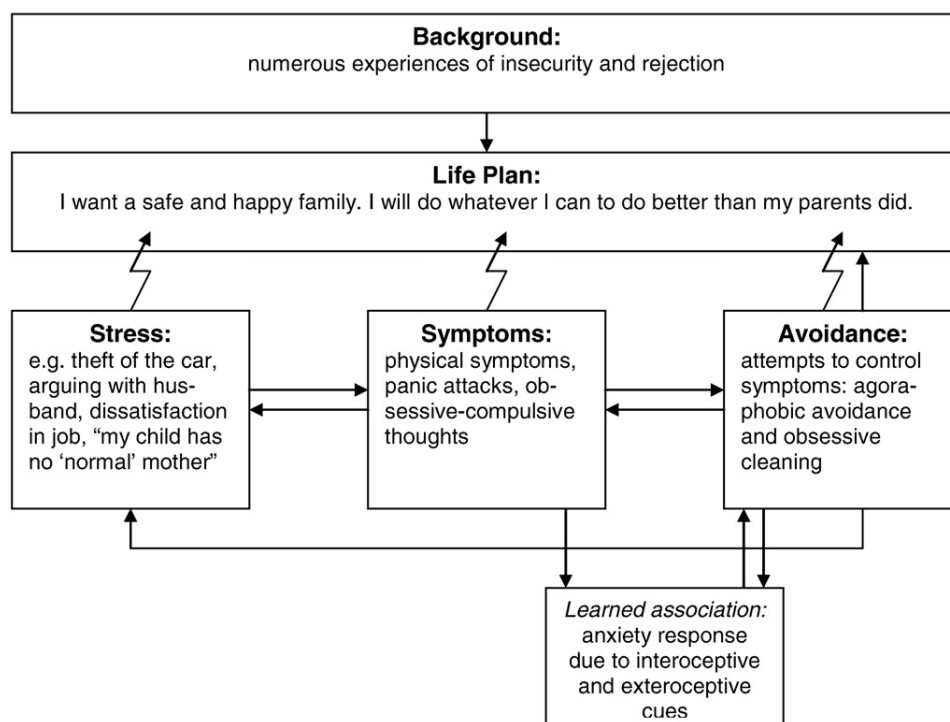 Background:
numerous experiences of insecurity and rejection
Life Plan:
I want a safe and happy family. I will do whatever I can to do better than my parents did.
Stress:
e.g. theft of the car,
arguing with hus-
band, dissatisfaction
in job, “my child has
no ‘normal’ mother”
Symptoms:
physical symptoms,
panic attacks, ob-
sessive-compulsive
thoughts
Avoidance:
attempts to control
symptoms: agora-
phobic avoidance
and obsessive
cleaning
Learned association:
anxiety response
due to interoceptive
and exteroceptive
cues